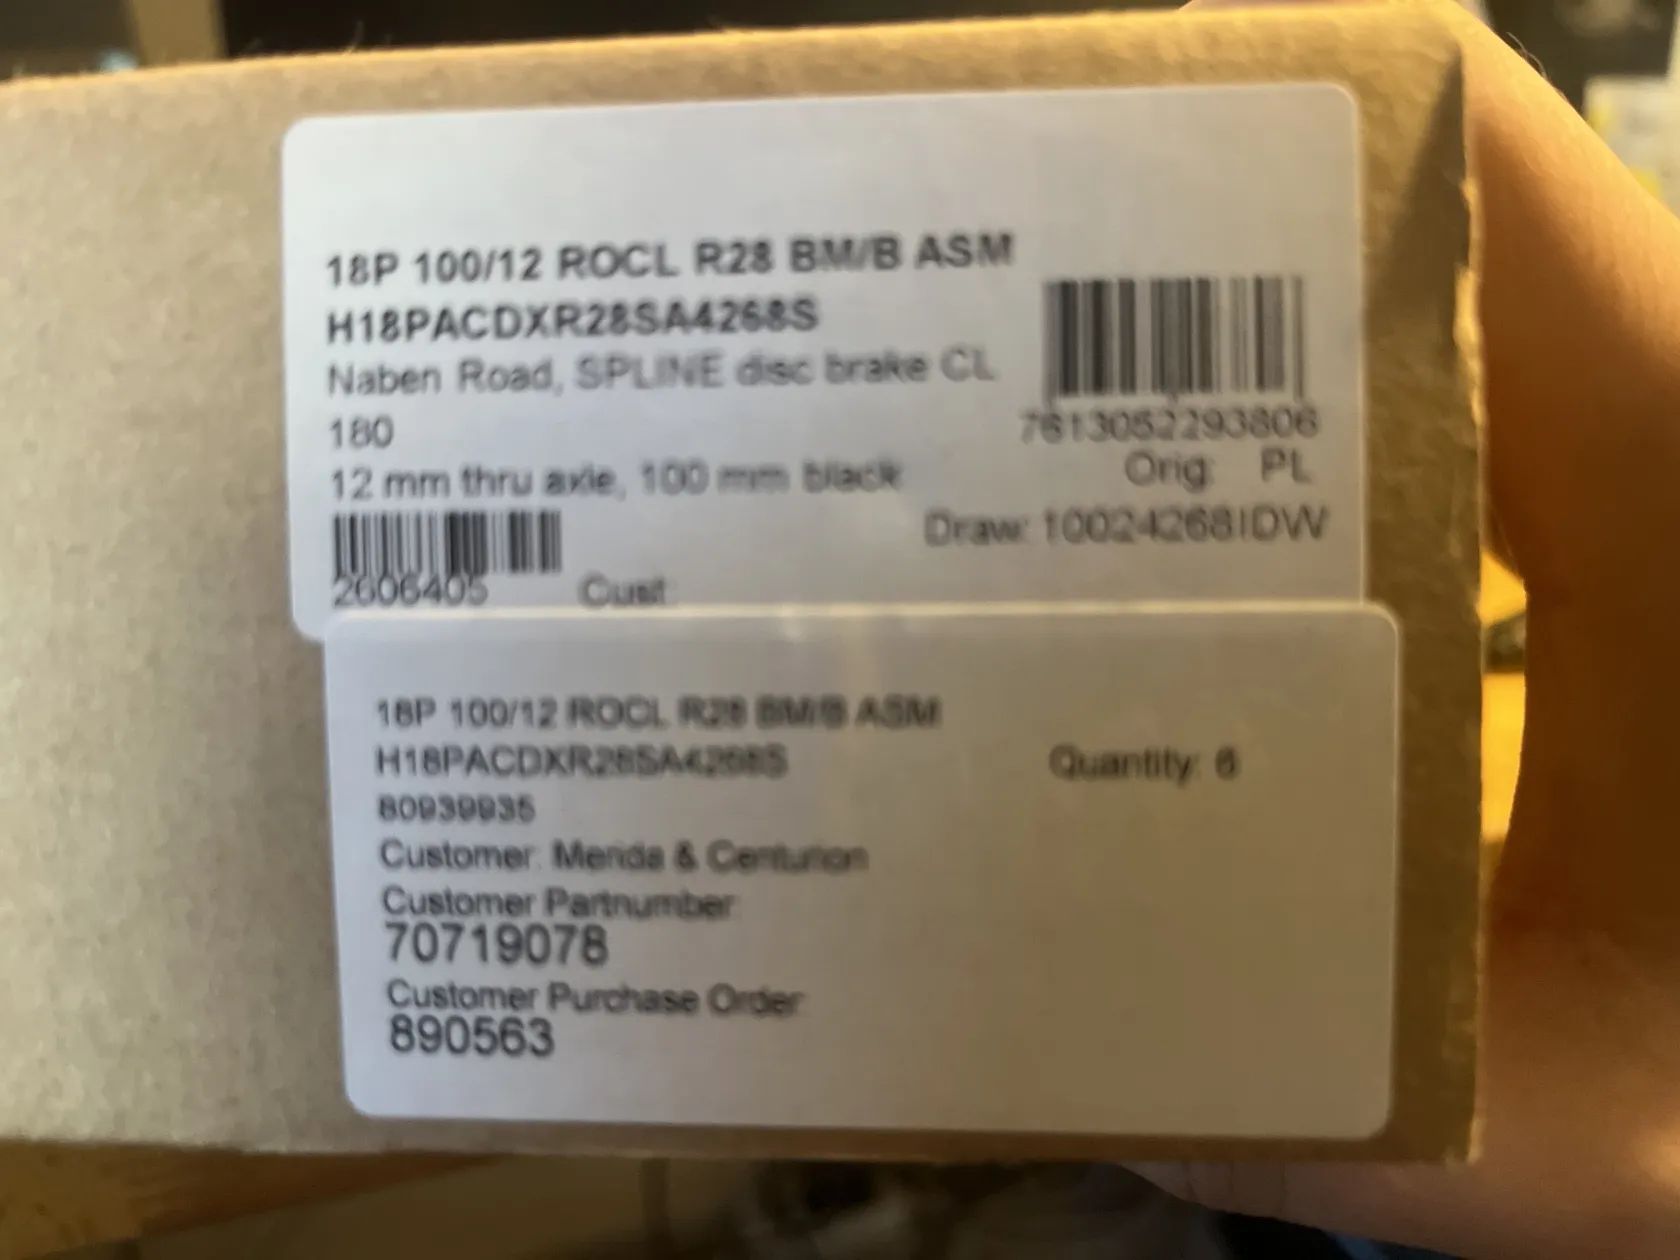 18P 100/12 ROCL R28 BM/B ASM
H18PACDXR28SA4268S
Naben Road, SPLINE disc brake CL
180
12 mm thru axle, 100 mm black
7613052293806
Orig: PL
Draw: 10024268IDW
2606405 Cust:
18P 100/12 ROCL R28 BM/B ASM
H18PACDXR28SA4268S
Quantity: 6
80939935
Customer: Merida & Centurion
Customer Partnumber:
70719078
Customer Purchase Order:
890563